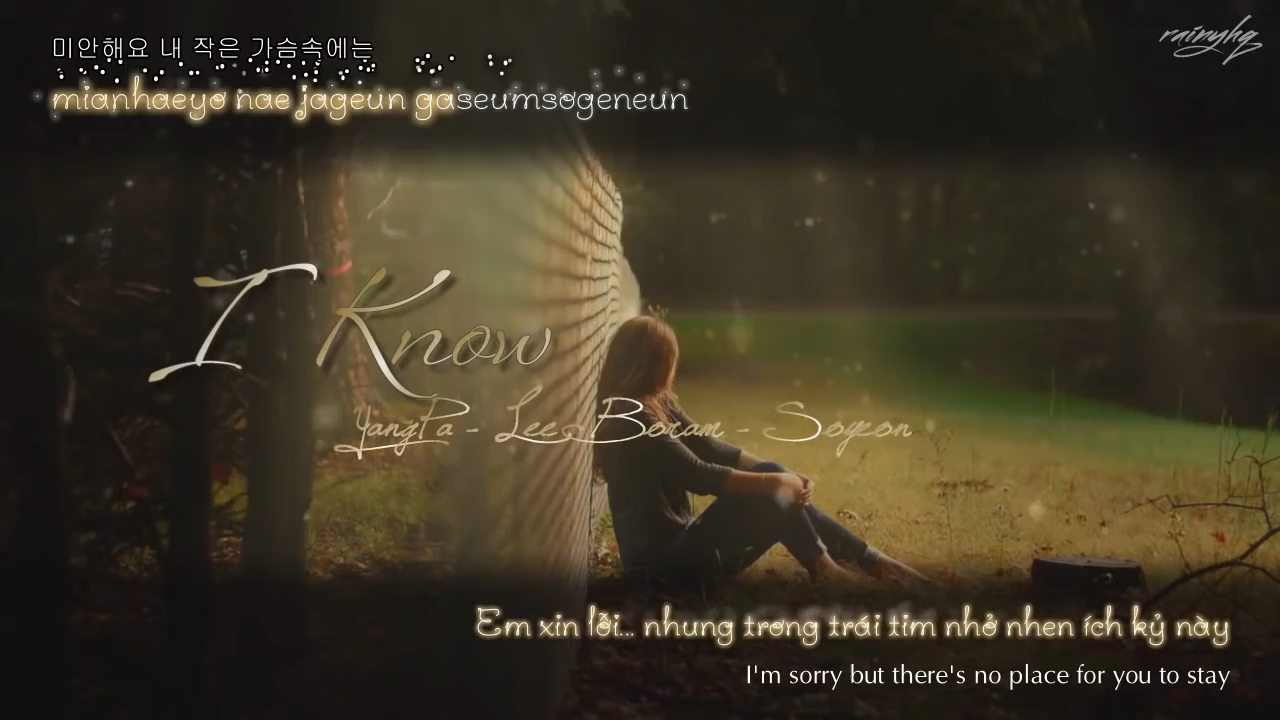 미안해요 내 작은 가슴속에는
rainyhq
mianhaeyo nae jageun gaseumsogeneun
I Know
YangPa - Lee Boram - Soyeon
Em xin lỗi... nhưng trong trái tim nhỏ nhen ích kỷ này
I'm sorry but there's no place for you to stay